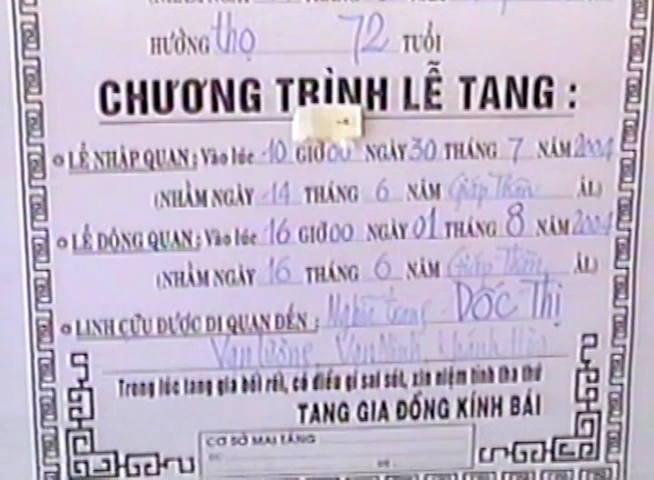 HƯỞNG thọ 72 TUỔI
CHƯƠNG TRÌNH LỄ TANG :
LỄ NHẬP QUAN : Vào lúc 10 GIỜ 00 NGÀY 30 THÁNG 7 NĂM 2004
(NHẰM NGÀY 14 THÁNG 6 NĂM Giáp Thân ÂL)
LỄ ĐỘNG QUAN : Vào lúc 16 GIỜ 00 NGÀY 01 THÁNG 8 NĂM 2004
(NHẰM NGÀY 16 THÁNG 6 NĂM Giáp Thân ÂL)
LINH CỮU ĐƯỢC DI QUAN ĐẾN : Nghĩa trang Dốc Thị
Vạn Lương, Vạn Ninh, Khánh Hòa
Trong lúc tang gia bối rối, có điều gì sai sót, xin niệm tình tha thứ
TANG GIA ĐỒNG KÍNH BÁI
CƠ SỞ MAI TÁNG